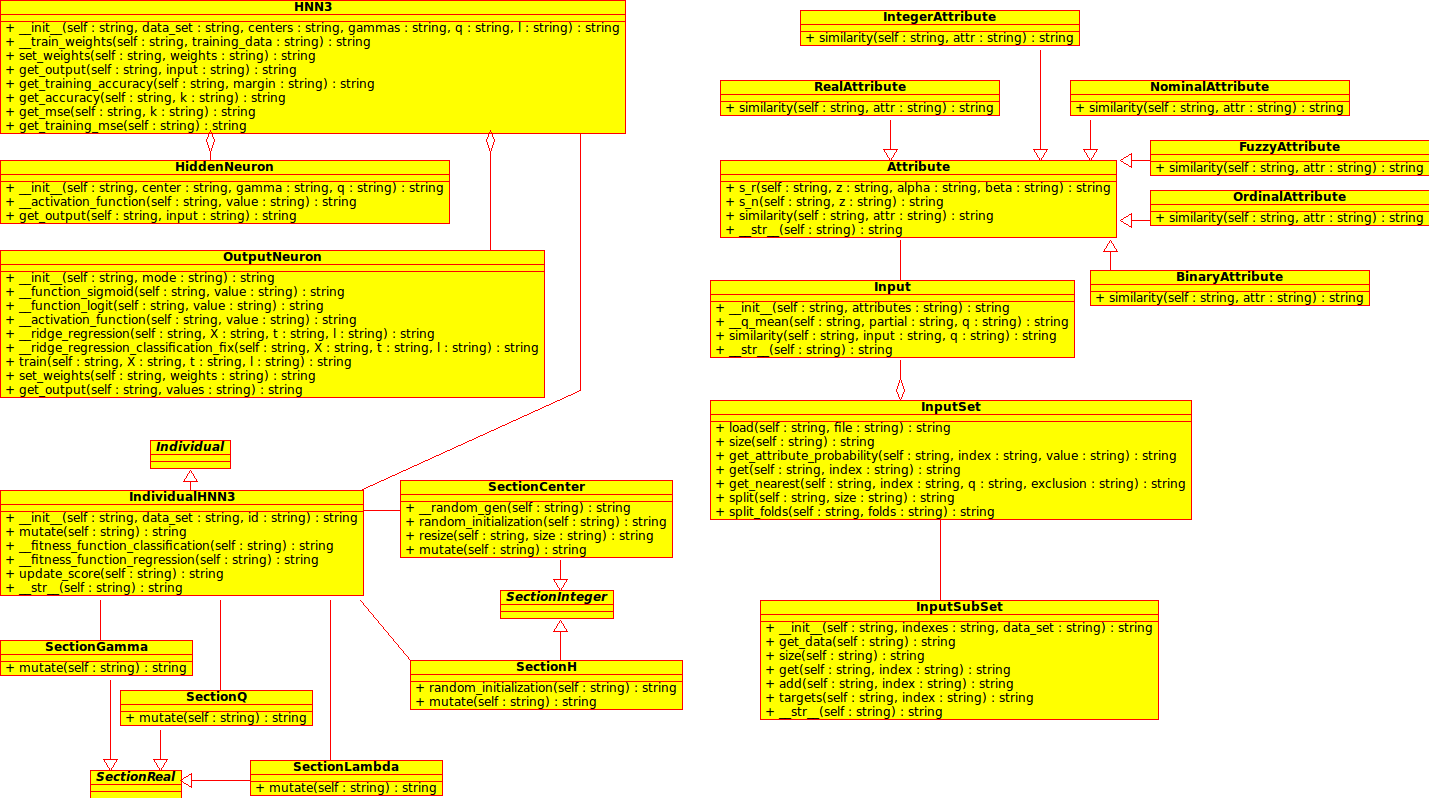 HNN3
+ __init__(self : string, data_set : string, centers : string, gammas : string, q : string, l : string) : string
+ __train_weights(self : string, training_data : string) : string
+ set_weights(self : string, weights : string) : string
+ get_output(self : string, input : string) : string
+ get_training_accuracy(self : string, margin : string) : string
+ get_accuracy(self : string, k : string) : string
+ get_mse(self : string, k : string) : string
+ get_training_mse(self : string) : string
HiddenNeuron
+ __init__(self : string, center : string, gamma : string, q : string) : string
+ __activation_function(self : string, value : string) : string
+ get_output(self : string, input : string) : string
OutputNeuron
+ __init__(self : string, mode : string) : string
+ __function_sigmoid(self : string, value : string) : string
+ __function_logit(self : string, value : string) : string
+ __activation_function(self : string, value : string) : string
+ __ridge_regression(self : string, X : string, t : string, l : string) : string
+ __ridge_regression_classification_fix(self : string, X : string, t : string, l : string) : string
+ train(self : string, X : string, t : string, l : string) : string
+ set_weights(self : string, weights : string) : string
+ get_output(self : string, values : string) : string
Individual
IndividualHNN3
+ __init__(self : string, data_set : string, id : string) : string
+ mutate(self : string) : string
+ __fitness_function_classification(self : string) : string
+ __fitness_function_regression(self : string) : string
+ update_score(self : string) : string
+ __str__(self : string) : string
SectionCenter
+ __random_gen(self : string) : string
+ random_initialization(self : string) : string
+ resize(self : string, size : string) : string
+ mutate(self : string) : string
SectionInteger
SectionH
+ random_initialization(self : string) : string
+ mutate(self : string) : string
SectionGamma
+ mutate(self : string) : string
SectionQ
+ mutate(self : string) : string
SectionReal
SectionLambda
+ mutate(self : string) : string
IntegerAttribute
+ similarity(self : string, attr : string) : string
RealAttribute
+ similarity(self : string, attr : string) : string
NominalAttribute
+ similarity(self : string, attr : string) : string
FuzzyAttribute
+ similarity(self : string, attr : string) : string
OrdinalAttribute
+ similarity(self : string, attr : string) : string
BinaryAttribute
+ similarity(self : string, attr : string) : string
Attribute
+ s_r(self : string, z : string, alpha : string, beta : string) : string
+ s_n(self : string, z : string) : string
+ similarity(self : string, attr : string) : string
+ __str__(self : string) : string
Input
+ __init__(self : string, attributes : string) : string
+ __q_mean(self : string, partial : string, q : string) : string
+ similarity(self : string, input : string, q : string) : string
+ __str__(self : string) : string
InputSet
+ load(self : string, file : string) : string
+ size(self : string) : string
+ get_attribute_probability(self : string, index : string, value : string) : string
+ get(self : string, index : string) : string
+ get_nearest(self : string, index : string, q : string, exclusion : string) : string
+ split(self : string, size : string) : string
+ split_folds(self : string, folds : string) : string
InputSubSet
+ __init__(self : string, indexes : string, data_set : string) : string
+ get_data(self : string) : string
+ size(self : string) : string
+ get(self : string, index : string) : string
+ add(self : string, index : string) : string
+ targets(self : string, index : string) : string
+ __str__(self : string) : string